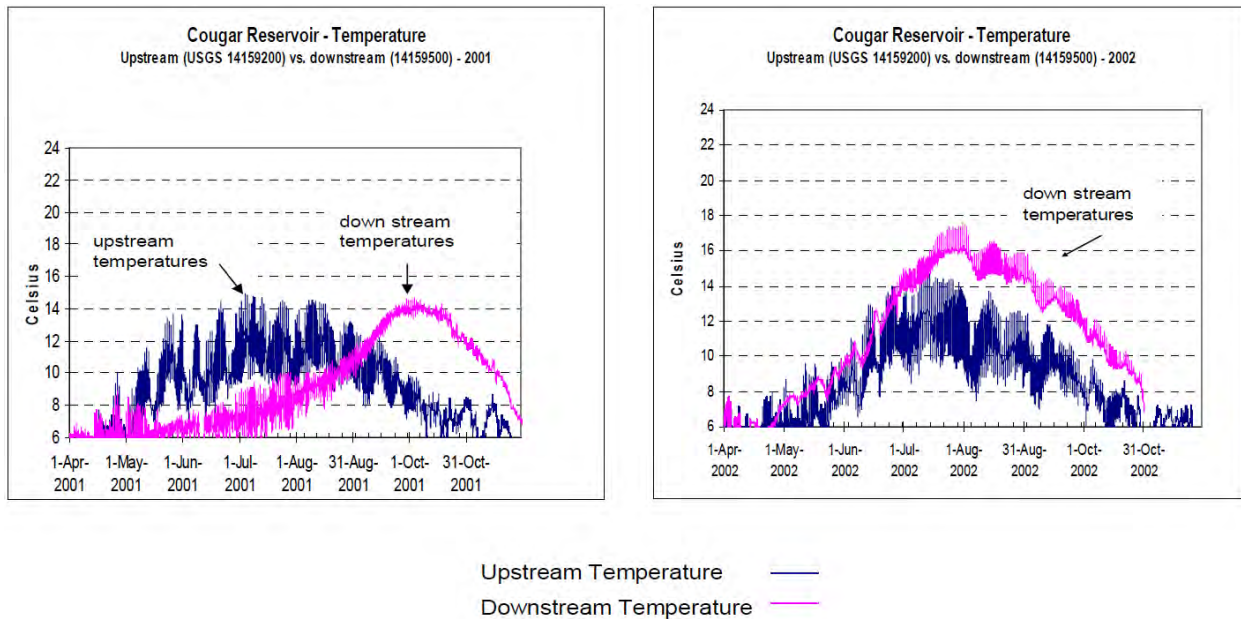 Cougar Reservoir - Temperature
Upstream (USGS 14159200) vs. downstream (14159500) - 2001
24
22
20
18
16
14
12
10
8
6
Celsius
upstream
temperatures
down stream
temperatures
1-Apr-
2001
1-May-
2001
1-Jun-
2001
1-Jul-
2001
1-Aug-
2001
31-Aug-
2001
1-Oct-
2001
31-Oct-
2001
Cougar Reservoir - Temperature
Upstream (USGS 14159200) vs. downstream (14159500) - 2002
24
22
20
18
16
14
12
10
8
6
Celsius
down stream
temperatures
1-Apr-
2002
1-May-
2002
1-Jun-
2002
1-Jul-
2002
1-Aug-
2002
31-Aug-
2002
1-Oct-
2002
31-Oct-
2002
Upstream Temperature
Downstream Temperature